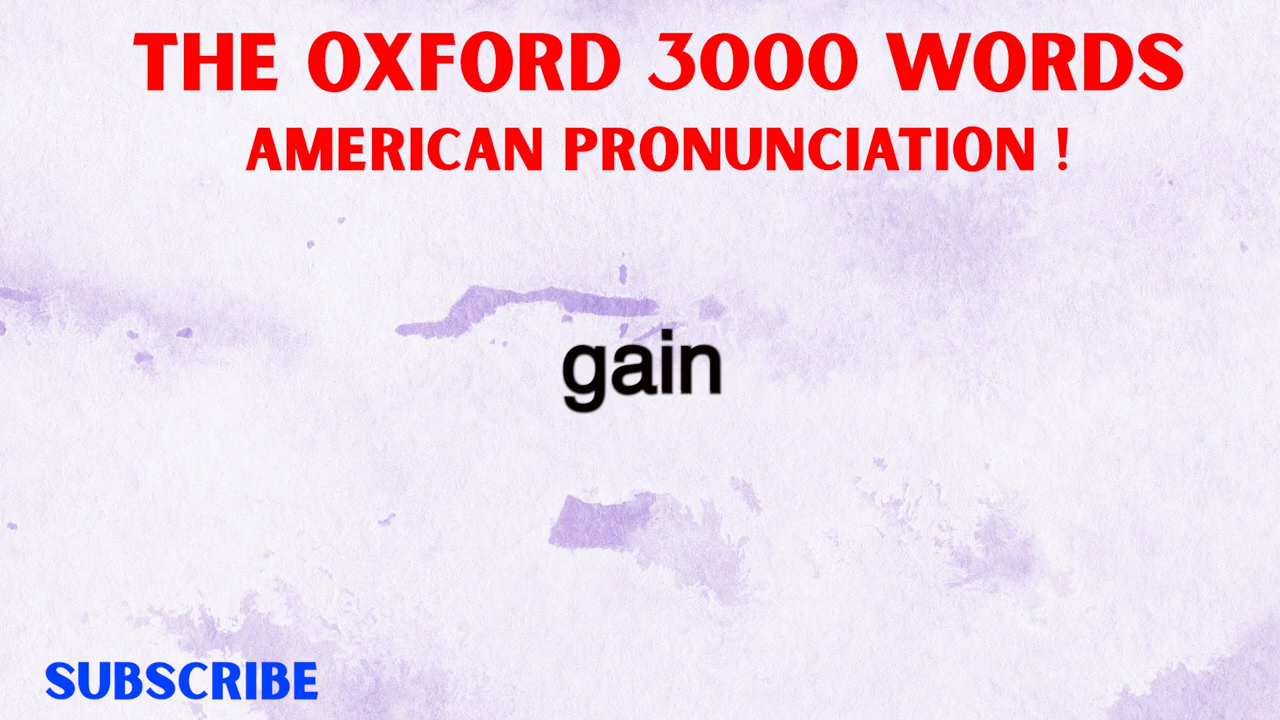 THE OXFORD 3000 WORDS
AMERICAN PRONUNCIATION !
gain
SUBSCRIBE